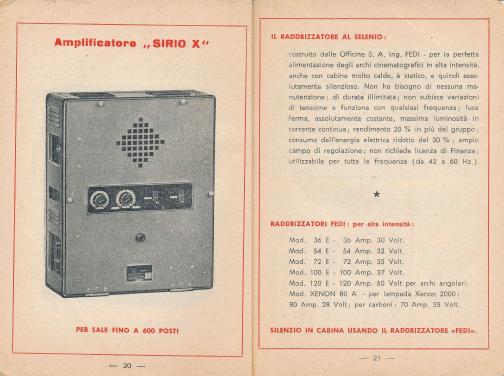 Amplificatore „SIRIO X“
PER SALE FINO A 600 POSTI
— 20 —
IL RADDRIZZATORE AL SELENIO:
costruito dalle Officine S. A. Ing. FEDI - per la perfetta
alimentazione degli archi cinematografici in alta intensità,
anche con cabine molto calde, è statico, e quindi asso-
lutamente silenzioso. Non ha bisogno di nessuna ma-
nutenzione; di durata illimitata; non subisce variazioni
di tensione e funziona con qualsiasi frequenza; luce
ferma, assolutamente costante, massima luminosità in
corrente continua; rendimento 20 % in più del gruppo;
consumo dell'energia elettrica ridotto del 30 %; ampio
campo di regolazione; non richiede licenza di Finanza;
utilizzabile per tutte le frequenze (da 42 a 60 Hz.)
★
RADDRIZZATORI FEDI: per alta intensità:
Mod. 36 E - 36 Amp. 30 Volt.
Mod. 54 E - 54 Amp. 32 Volt.
Mod. 72 E - 72 Amp. 35 Volt.
Mod. 100 E - 100 Amp. 37 Volt.
Mod. 120 E - 120 Amp. 60 Volt per archi angolari.
Mod. XENON 80 A. - per lampada Xenon 2000:
80 Amp. 28 Volt; per carboni: 70 Amp. 35 Volt.
SILENZIO IN CABINA USANDO IL RADDRIZZATORE «FEDI».
— 21 —